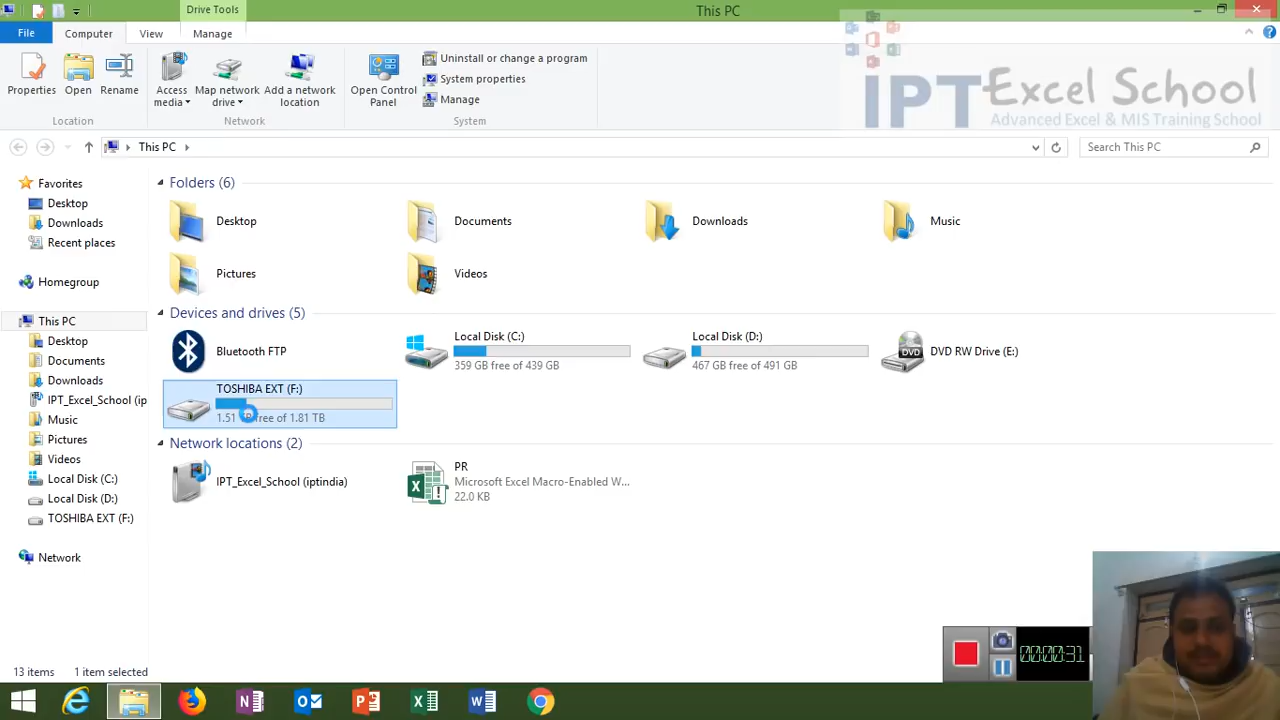 Drive Tools
This PC
File
Computer
View
Manage
Properties
Open
Rename
Access media
Map network drive
Add a network location
Open Control Panel
Uninstall or change a program
System properties
Manage
Location
Network
System
IPT Excel School
Advanced Excel & MIS Training School
This PC
Search This PC
Favorites
Desktop
Downloads
Recent places
Homegroup
This PC
Desktop
Documents
Downloads
IPT_Excel_School (ip
Music
Pictures
Videos
Local Disk (C:)
Local Disk (D:)
TOSHIBA EXT (F:)
Network
Folders (6)
Desktop
Documents
Downloads
Music
Pictures
Videos
Devices and drives (5)
Bluetooth FTP
Local Disk (C:)
359 GB free of 439 GB
Local Disk (D:)
467 GB free of 491 GB
DVD
DVD RW Drive (E:)
TOSHIBA EXT (F:)
1.51 free of 1.81 TB
Network locations (2)
IPT_Excel_School (iptindia)
PR
Microsoft Excel Macro-Enabled W...
22.0 KB
00:00:31
13 items
1 item selected